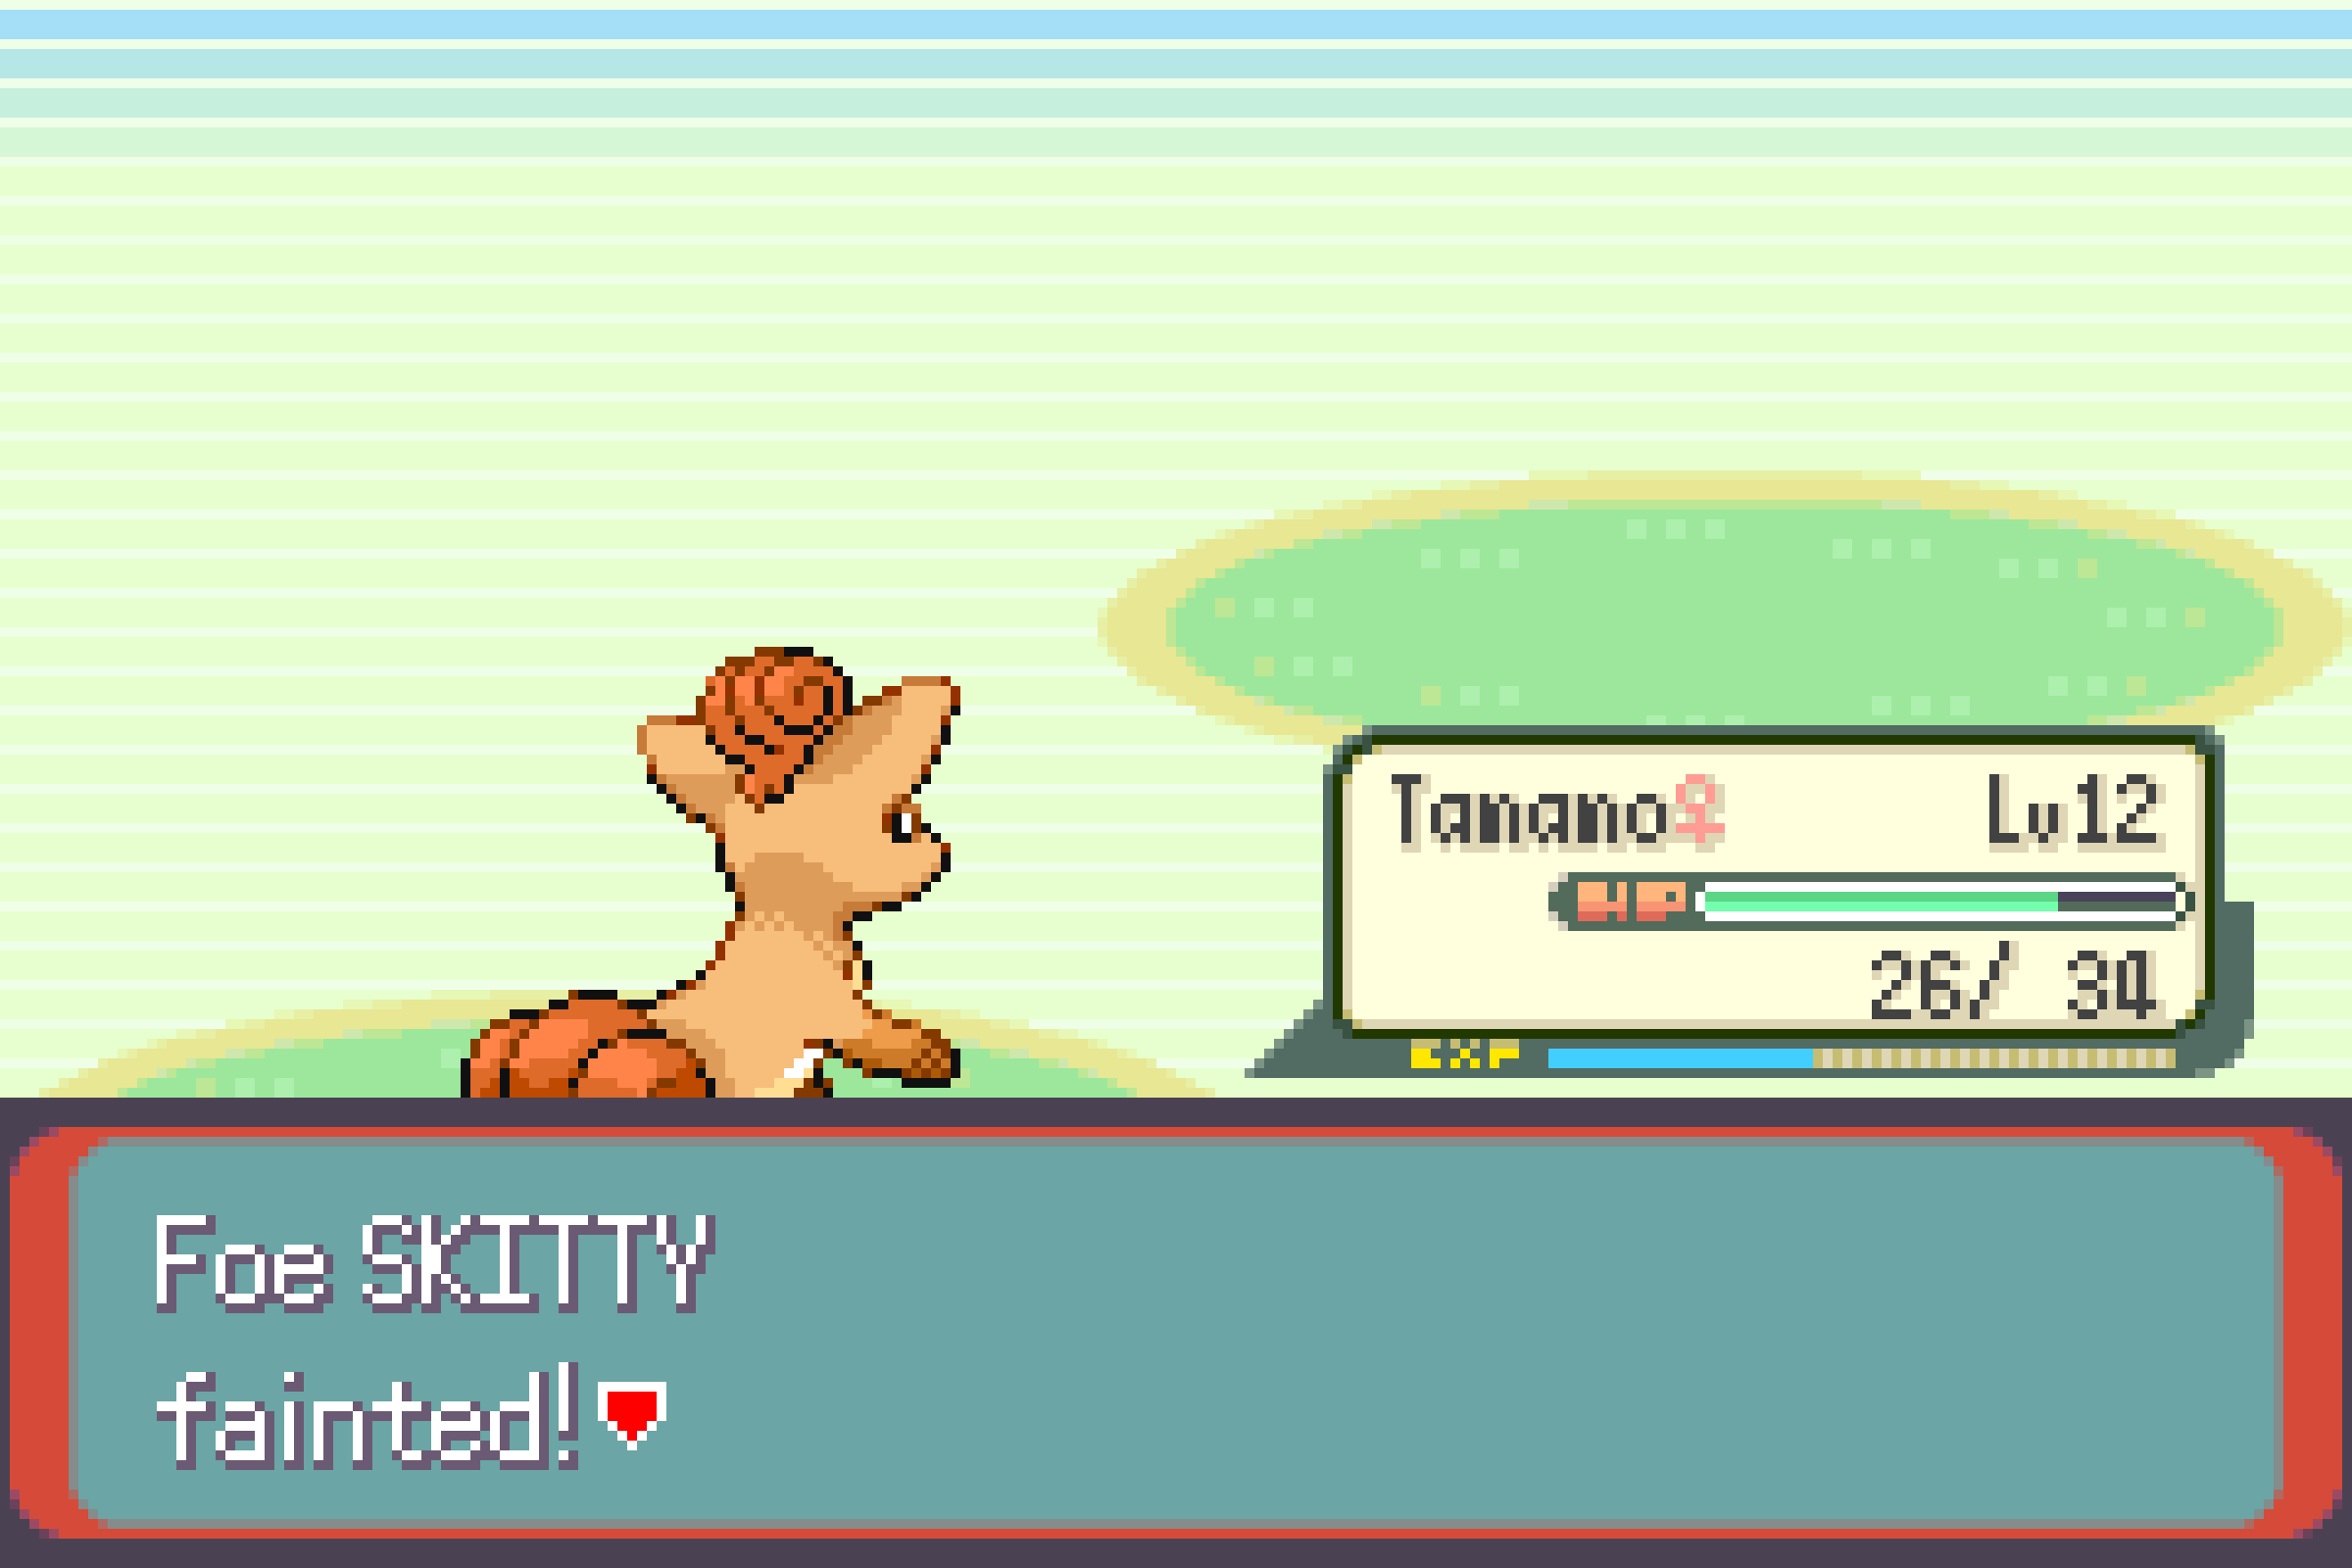 Tanano♀ Lv12
HP
26/ 34
EXP
Foe SKITTY
fainted!